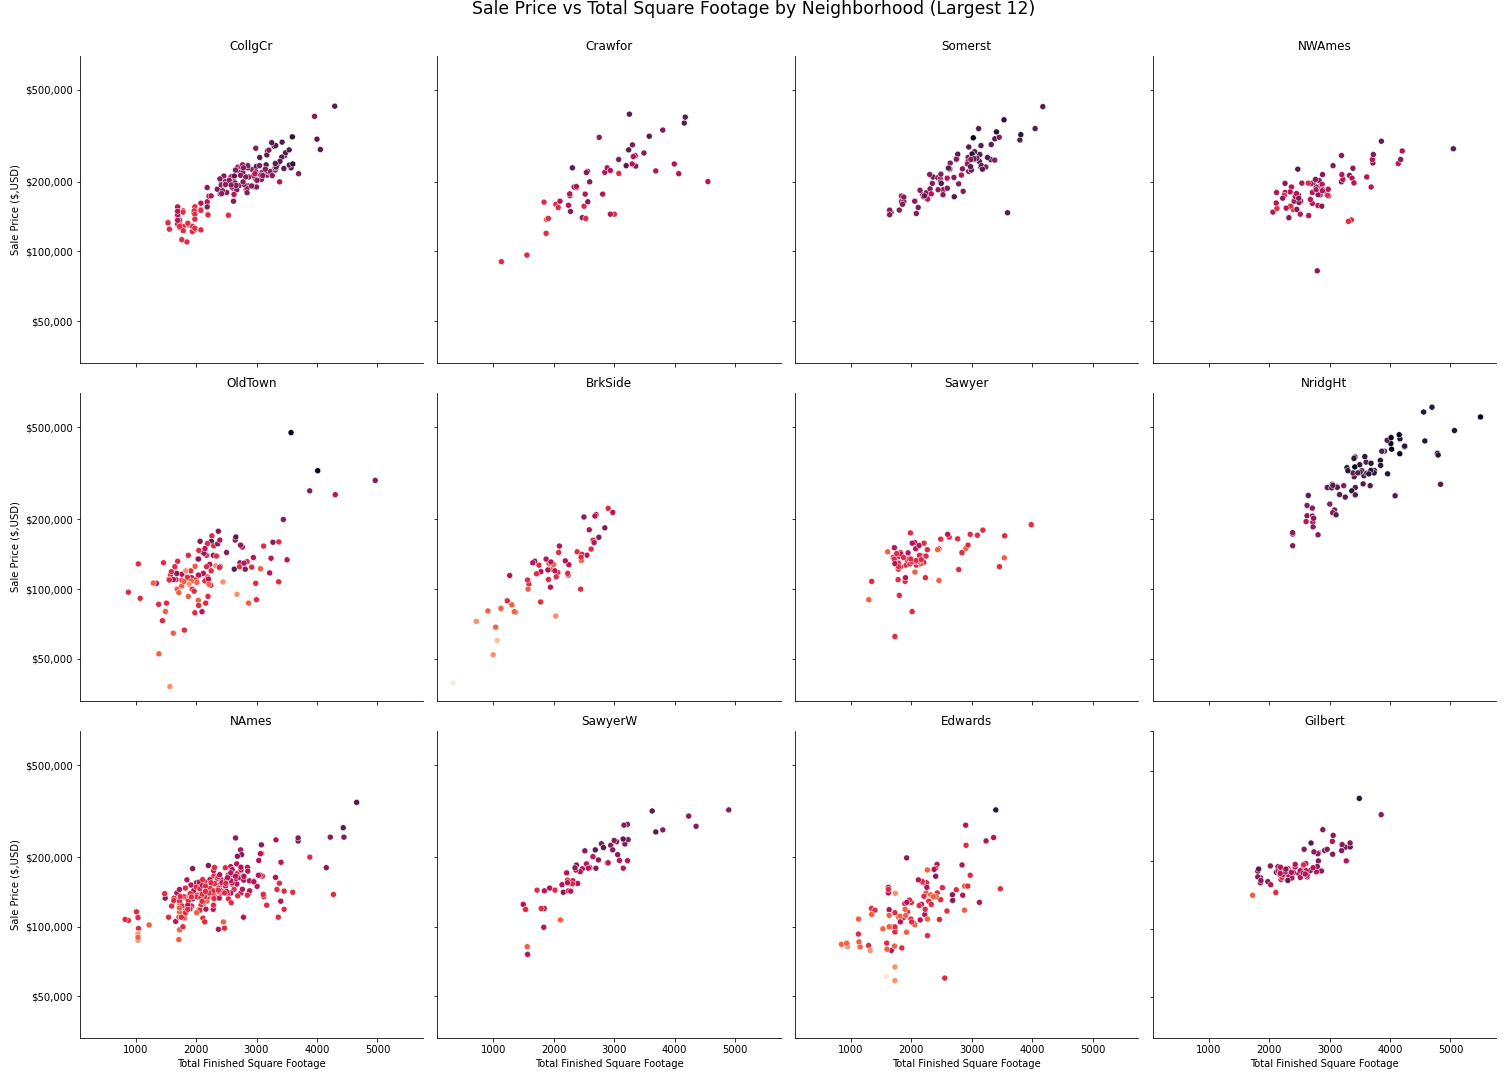 Sale Price vs Total Square Footage by Neighborhood (Largest 12)
CollgCr
Crawfor
Somerst
NWAmes
$500,000
$200,000
$100,000
$50,000
Sale Price ($,USD)
OldTown
BrkSide
Sawyer
NridgHt
$500,000
$200,000
$100,000
$50,000
Sale Price ($,USD)
NAmes
SawyerW
Edwards
Gilbert
$500,000
$200,000
$100,000
$50,000
Sale Price ($,USD)
1000 2000 3000 4000 5000
1000 2000 3000 4000 5000
1000 2000 3000 4000 5000
1000 2000 3000 4000 5000
Total Finished Square Footage
Total Finished Square Footage
Total Finished Square Footage
Total Finished Square Footage